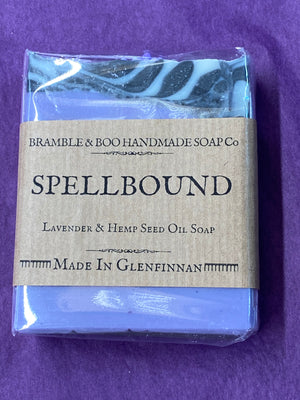 BRAMBLE & BOO HANDMADE SOAP Co
SPELLBOUND
LAVENDER & HEMP SEED OIL SOAP
MADE IN GLENFINNAN